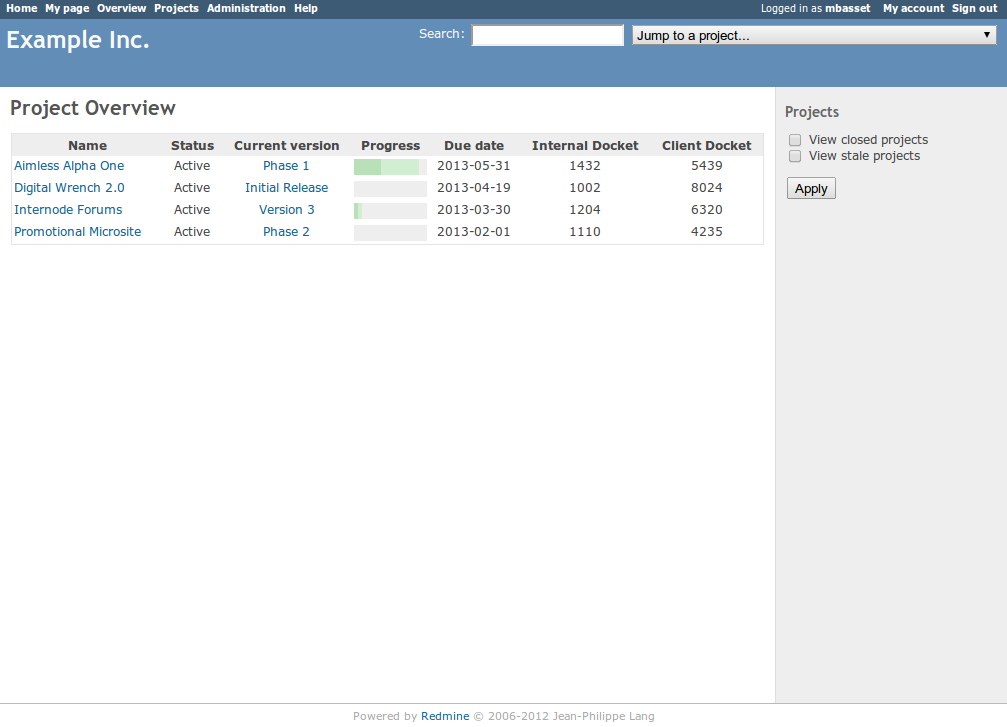 Home My page Overview Projects Administration Help Logged in as mbasset My account Sign out
Example Inc. Search: Jump to a project...
Project Overview
Projects
Name Status Current version Progress Due date Internal Docket Client Docket
Aimless Alpha One Active Phase 1 2013-05-31 1432 5439
Digital Wrench 2.0 Active Initial Release 2013-04-19 1002 8024
Internode Forums Active Version 3 2013-03-30 1204 6320
Promotional Microsite Active Phase 2 2013-02-01 1110 4235
View closed projects
View stale projects
Apply
Powered by Redmine © 2006-2012 Jean-Philippe Lang